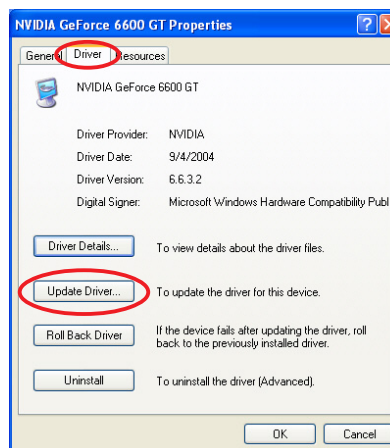 NVIDIA GeForce 6600 GT Properties
General Driver Resources
NVIDIA GeForce 6600 GT
Driver Provider: NVIDIA
Driver Date: 9/4/2004
Driver Version: 6.6.3.2
Digital Signer: Microsoft Windows Hardware Compatibility Publ
Driver Details... To view details about the driver files.
Update Driver... To update the driver for this device.
Roll Back Driver If the device fails after updating the driver, roll
back to the previously installed driver.
Uninstall To uninstall the driver (Advanced).
OK Cancel